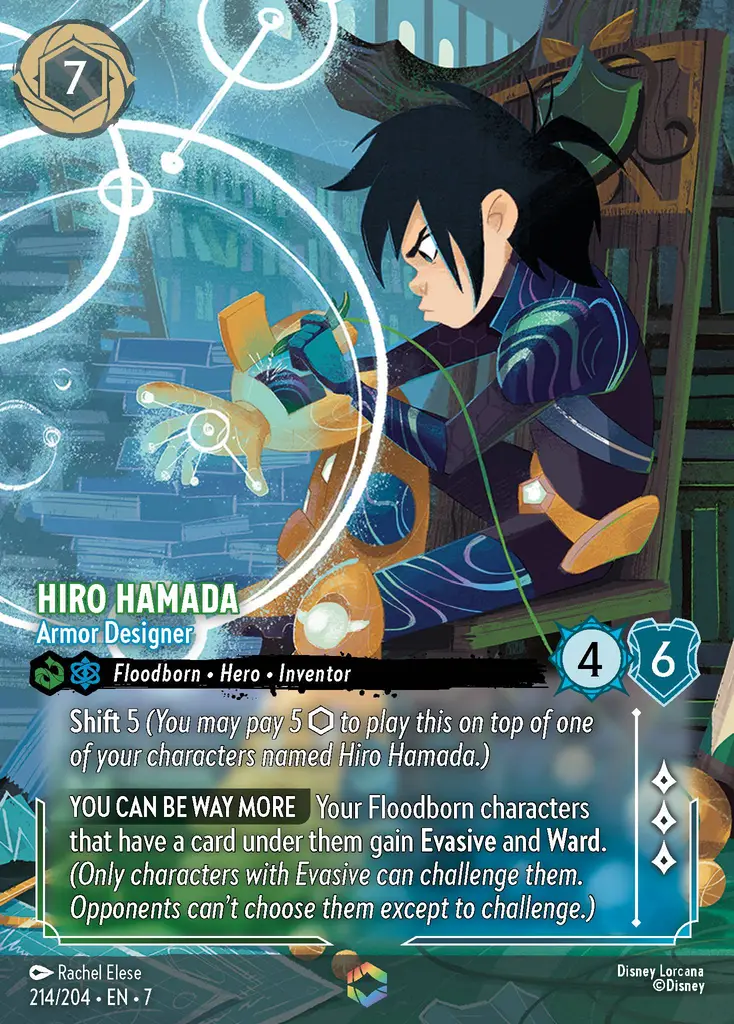 7
HIRO HAMADA
Armor Designer
Floodborn • Hero • Inventor
4
6
Shift 5 (You may pay 5 to play this on top of one
of your characters named Hiro Hamada.)
YOU CAN BE WAY MORE Your Floodborn characters
that have a card under them gain Evasive and Ward.
(Only characters with Evasive can challenge them.
Opponents can't choose them except to challenge.)
Rachel Elese
214/204 • EN • 7
Disney Lorcana
©Disney